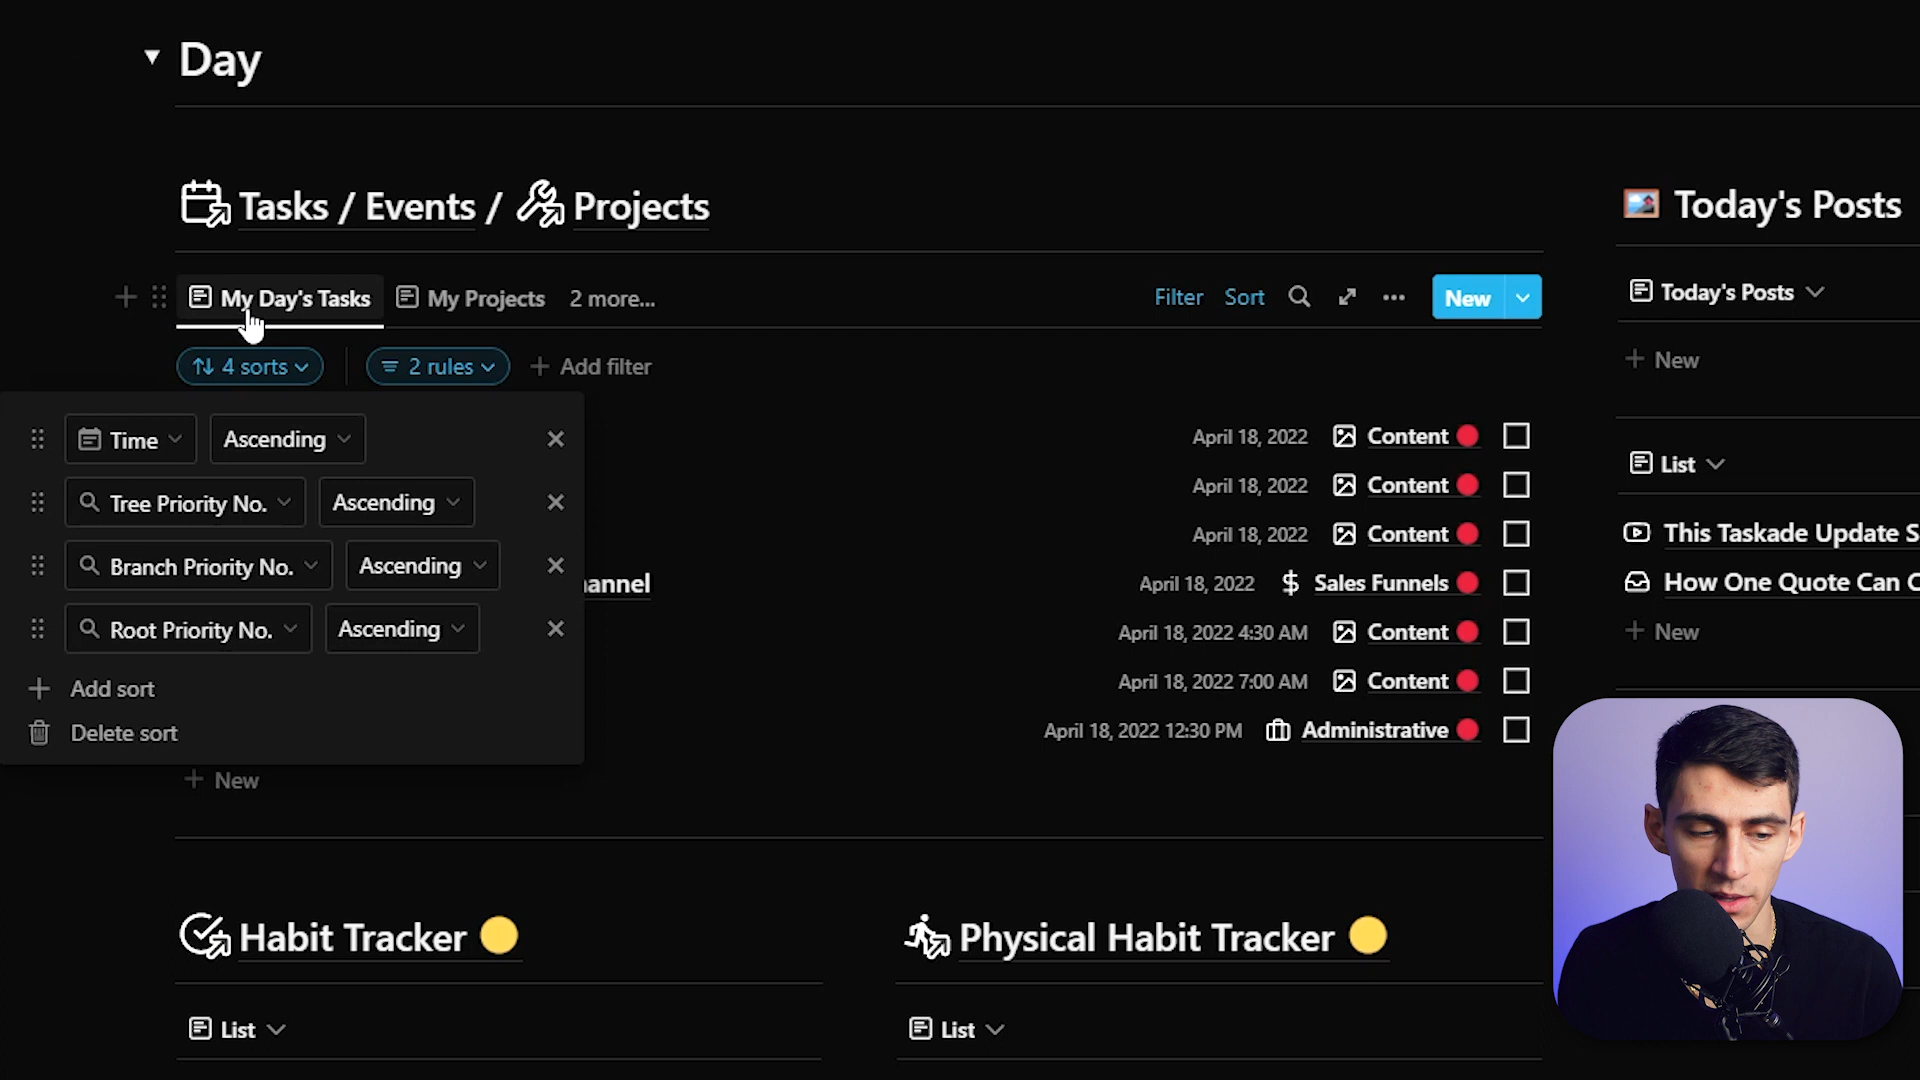 Day
Tasks / Events / Projects
My Day's Tasks My Projects 2 more...
Filter Sort New
4 sorts 2 rules Add filter
Time Ascending
Tree Priority No. Ascending
Branch Priority No. Ascending
Root Priority No. Ascending
Add sort
Delete sort
April 18, 2022 Content
April 18, 2022 Content
April 18, 2022 Content
April 18, 2022 $ Sales Funnels
April 18, 2022 4:30 AM Content
April 18, 2022 7:00 AM Content
April 18, 2022 12:30 PM Administrative
New
Habit Tracker
List
Physical Habit Tracker
List
Today's Posts
Today's Posts
New
List
This Taskade Update
How One Quote Can
New